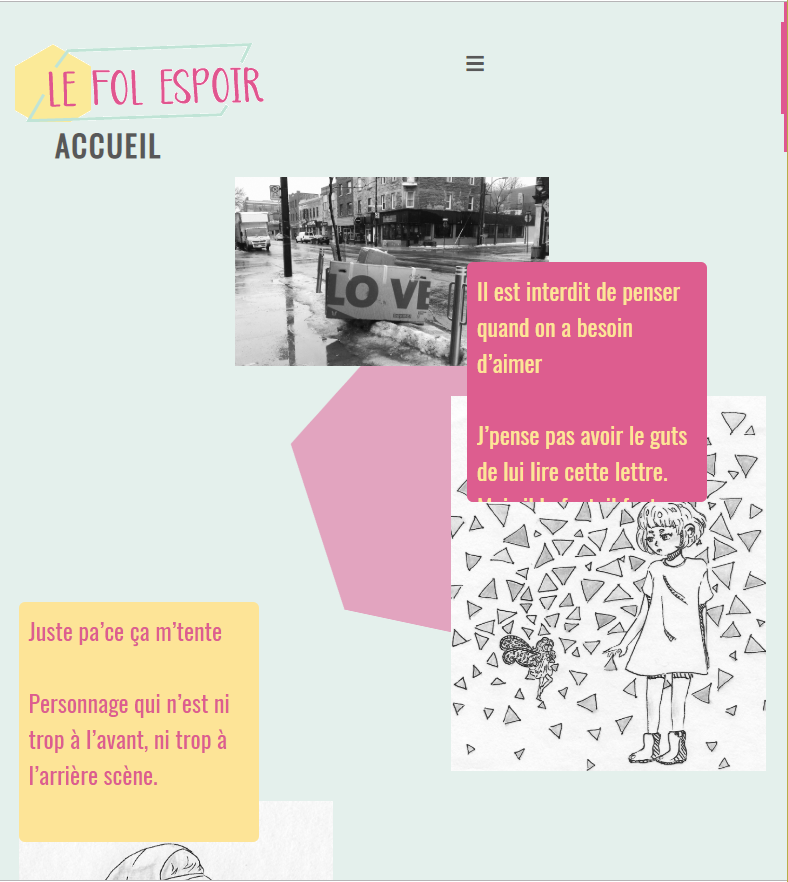 LE FOL ESPOIR
ACCUEIL
LOVE
Il est interdit de penser
quand on a besoin
d’aimer
J’pense pas avoir le guts
de lui lire cette lettre.
Juste pa’ce ça m’tente
Personnage qui n’est ni
trop à l’avant, ni trop à
l’arrière scène.